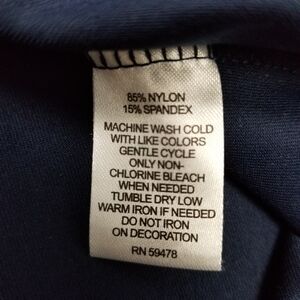 85% NYLON
15% SPANDEX
MACHINE WASH COLD
WITH LIKE COLORS
GENTLE CYCLE
ONLY NON-
CHLORINE BLEACH
WHEN NEEDED
TUMBLE DRY LOW
WARM IRON IF NEEDED
DO NOT IRON
ON DECORATION
RN 59478